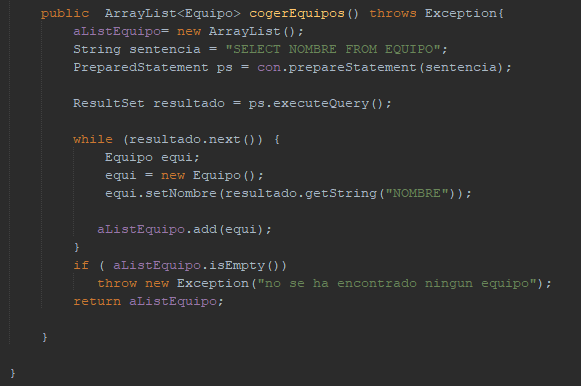 public  ArrayList<Equipo> cogerEquipos() throws Exception{
aListEquipo= new ArrayList();
String sentencia = "SELECT NOMBRE FROM EQUIPO";
PreparedStatement ps = con.prepareStatement(sentencia);
ResultSet resultado = ps.executeQuery();
while (resultado.next()) {
Equipo equi;
equi = new Equipo();
equi.setNombre(resultado.getString("NOMBRE"));
aListEquipo.add(equi);
}
if ( aListEquipo.isEmpty())
throw new Exception("no se ha encontrado ningun equipo");
return aListEquipo;
}
}